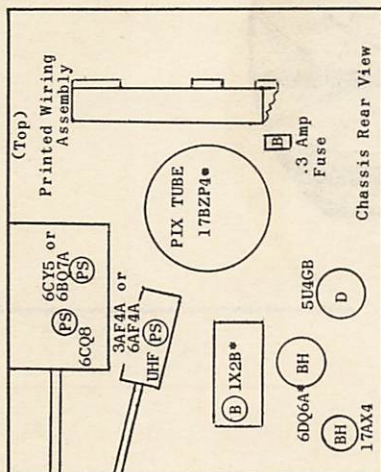 (Top)
Printed Wiring
Assembly
B
.3 Amp
Fuse
PIX TUBE
17BZP4●
6CY5 or
6BQ7A
PS
PS
6CQ8
3AF4A or
6AF4A
UHF PS
B 1X2B*
5U4GB
D
6DQ6A*
BH
BH
17AX4
Chassis Rear View